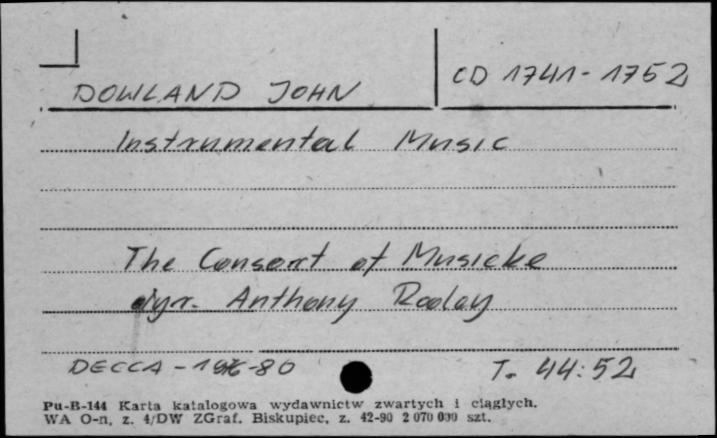 DOWLAND JOHN
CD 1741-1752
Instrumental Music
The Consort of Musicke
dyr. Anthony Rooley
DECCA - 1976-80
T. 44:52
Pu-B-144 Karta katalogowa wydawnictw zwartych i ciągłych.
WA O-n, z. 4/DW ZGraf. Biskupiec, z. 42-90 2 070 000 szt.